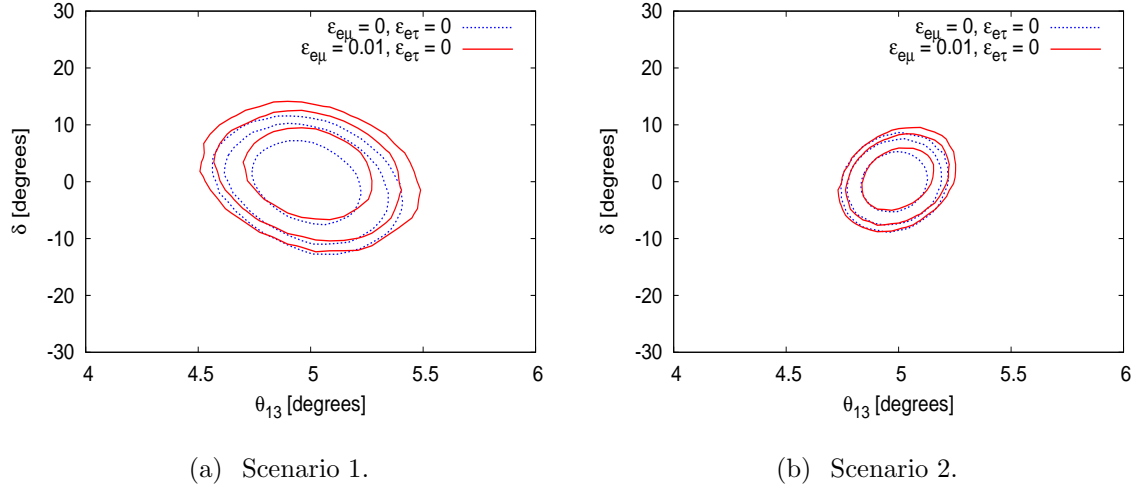 ε_eμ = 0, ε_eτ = 0
ε_eμ = 0.01, ε_eτ = 0
30
20
10
0
-10
-20
-30
δ [degrees]
4 4.5 5 5.5 6
θ_13 [degrees]
(a) Scenario 1.
ε_eμ = 0, ε_eτ = 0
ε_eμ = 0.01, ε_eτ = 0
30
20
10
0
-10
-20
-30
δ [degrees]
4 4.5 5 5.5 6
θ_13 [degrees]
(b) Scenario 2.